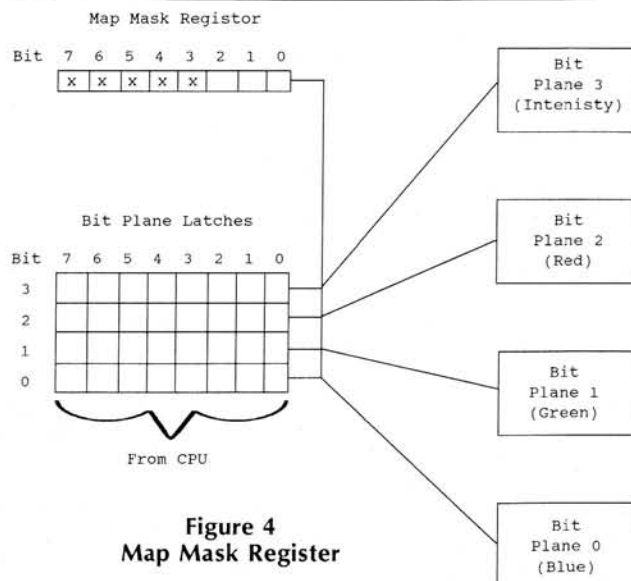 Map Mask Registor
Bit 7 6 5 4 3 2 1 0
x x x x x
Bit Plane Latches
Bit 7 6 5 4 3 2 1 0
3
2
1
0
From CPU
Bit
Plane 3
(Intenisty)
Bit
Plane 2
(Red)
Bit
Plane 1
(Green)
Bit
Plane 0
(Blue)
Figure 4
Map Mask Register